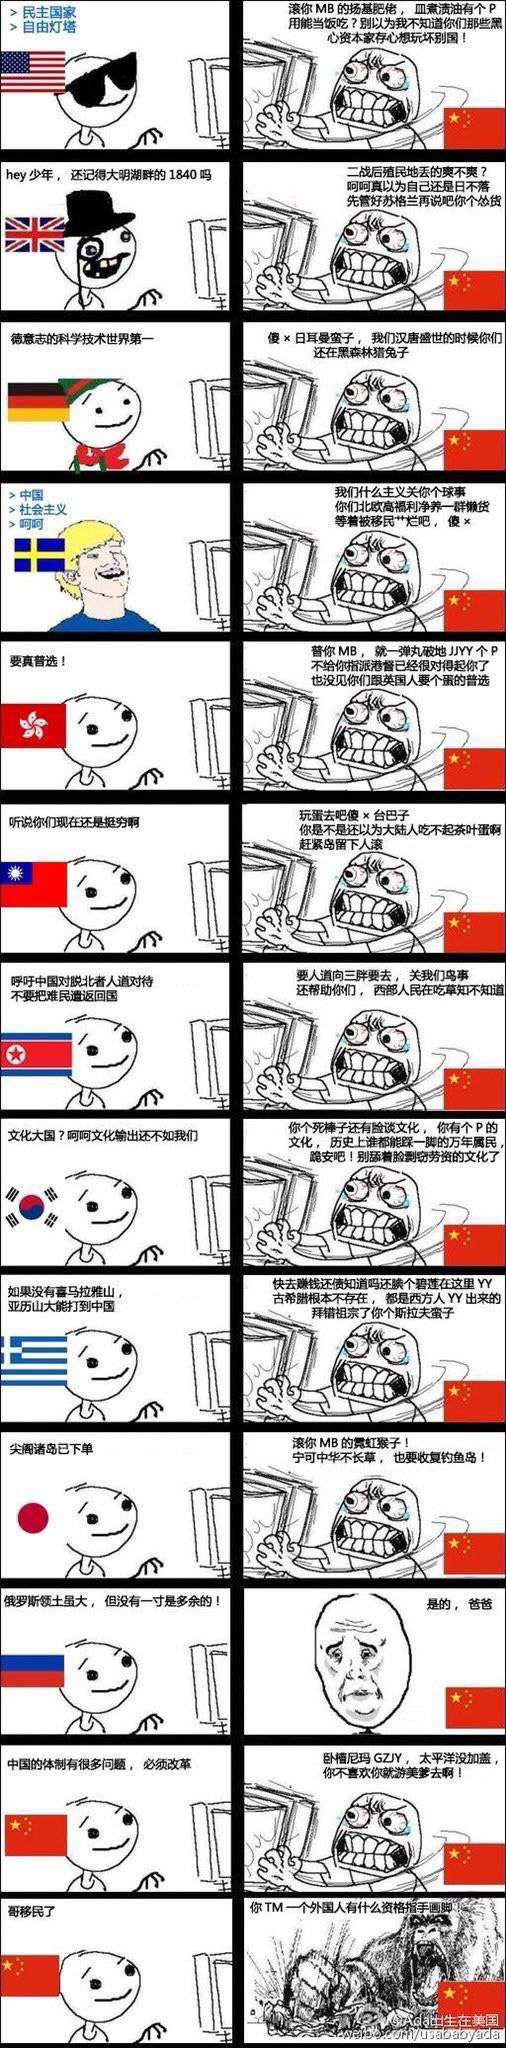 > 民主国家
> 自由灯塔
滚你 MB 的扬基肥佬， 皿煮渍油有个 P
用能当饭吃？别以为我不知道你们那些黑
心资本家存心想玩坏别国！
hey 少年， 还记得大明湖畔的 1840 吗
二战后殖民地丢的爽不爽？
呵呵真以为自己还是日不落
先管好苏格兰再说吧你个怂货
德意志的科学技术世界第一
傻 × 日耳曼蛮子， 我们汉唐盛世的时候你们
还在黑森林猎兔子
> 中国
> 社会主义
> 呵呵
我们什么主义关你个球事
你们北欧高福利净养一群懒货
等着被移民艹烂吧， 傻 ×
要真普选！
普你 MB， 就一弹丸破地 JJYY 个 P
不给你指派港督已经很对得起你了
也没见你们跟英国人要个蛋的普选
听说你们现在还是挺穷啊
玩蛋去吧傻 × 台巴子
你是不是还以为大陆人吃不起茶叶蛋啊
赶紧岛留下人滚
呼吁中国对脱北者人道对待
不要把难民遣返回国
要人道向三胖要去， 关我们鸟事
还帮助你们， 西部人民在吃草知不知道
文化大国？呵呵文化输出还不如我们
你个死棒子还有脸谈文化， 你有个 P 的
文化， 历史上谁都能踩一脚的万年属民，
跪安吧！别舔着脸剽窃劳资的文化了
如果没有喜马拉雅山，
亚历山大能打到中国
快去赚钱还债知道吗还腆个碧莲在这里 YY
古希腊根本不存在， 都是西方人 YY 出来的
拜错祖宗了你个斯拉夫蛮子
尖阁诸岛已下单
滚你 MB 的霓虹猴子！
宁可中华不长草， 也要收复钓鱼岛！
俄罗斯领土虽大， 但没有一寸是多余的！
是的， 爸爸
中国的体制有很多问题， 必须改革
卧槽尼玛 GZJY， 太平洋没加盖，
你不喜欢你就游美爹去啊！
哥移民了
你 TM 一个外国人有什么资格指手画脚！
@Ada出生在美国
weibo.com/usababyada